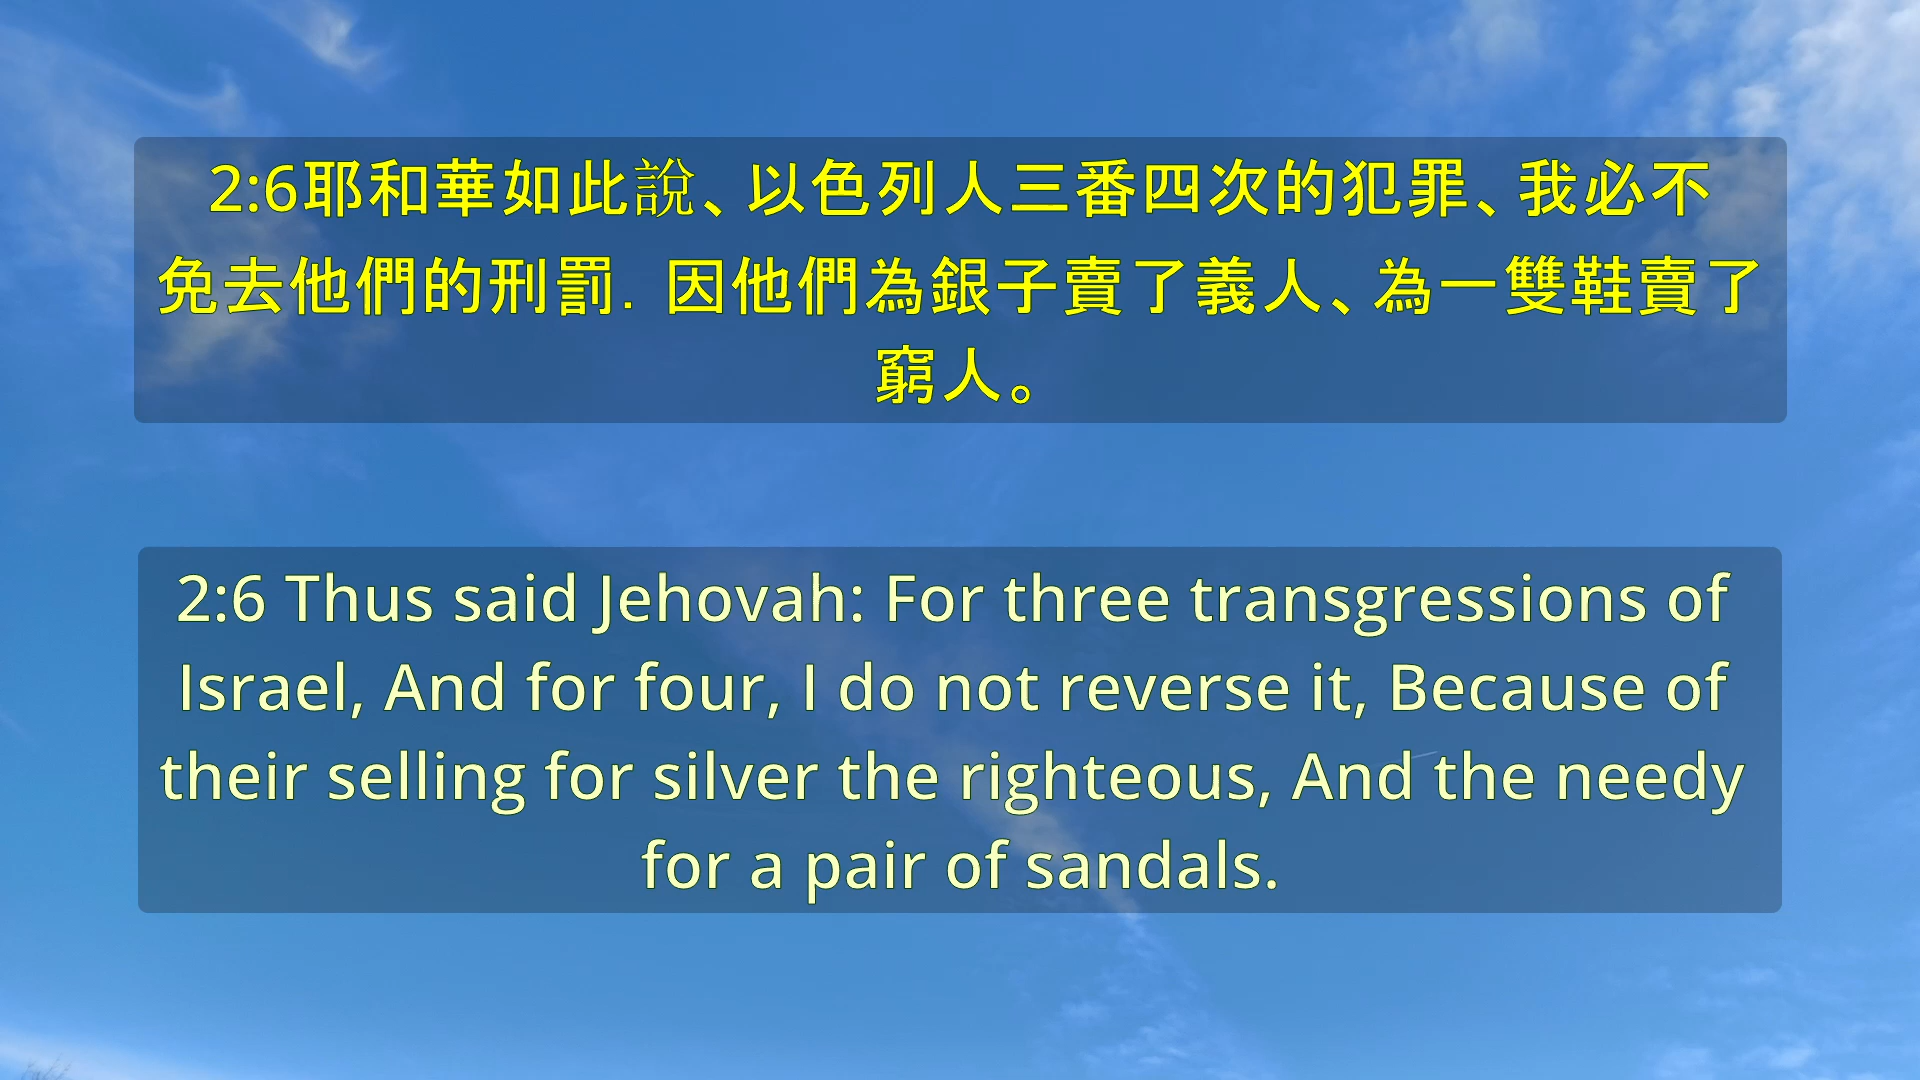 2:6耶和華如此說、以色列人三番四次的犯罪、我必不
免去他們的刑罰．因他們為銀子賣了義人、為一雙鞋賣了
窮人。
2:6 Thus said Jehovah: For three transgressions of
Israel, And for four, I do not reverse it, Because of
their selling for silver the righteous, And the needy
for a pair of sandals.